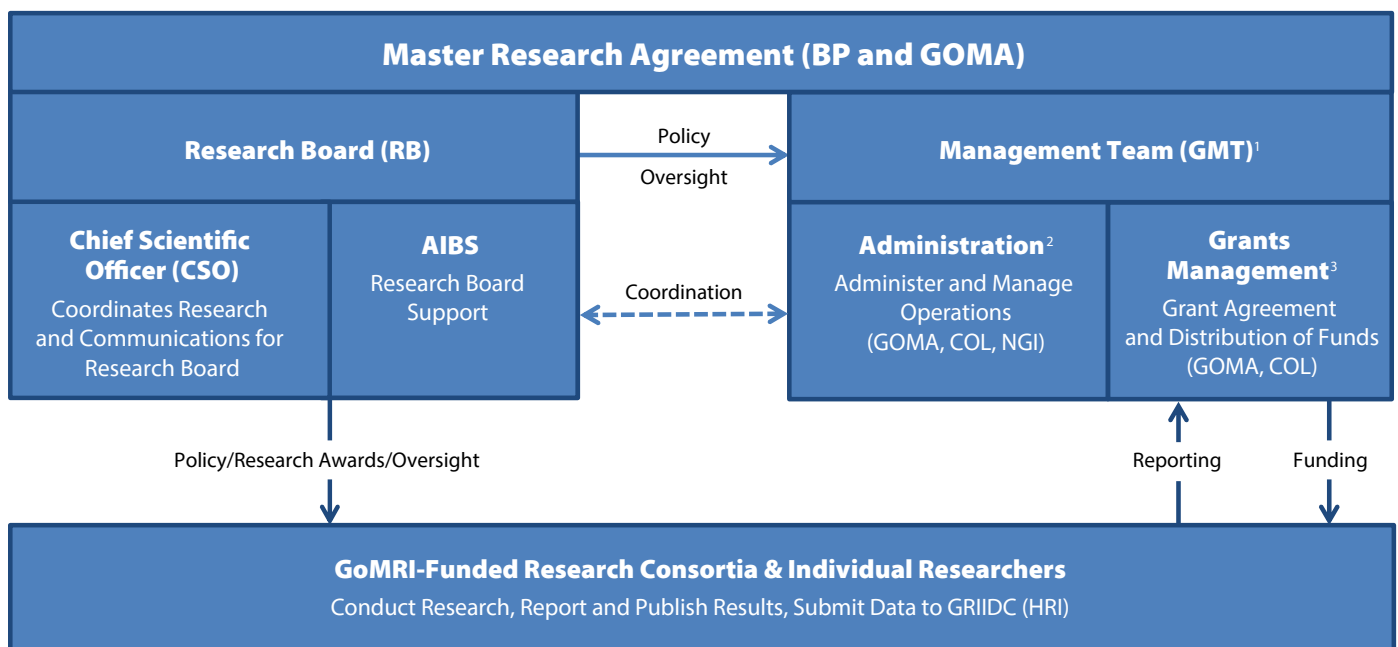 Master Research Agreement (BP and GOMA)
Research Board (RB)
Policy
Oversight
Management Team (GMT)¹
Chief Scientific
Officer (CSO)
Coordinates Research
and Communications for
Research Board
AIBS
Research Board
Support
Coordination
Administration²
Administer and Manage
Operations
(GOMA, COL, NGI)
Grants
Management³
Grant Agreement
and Distribution of Funds
(GOMA, COL)
Policy/Research Awards/Oversight
Reporting
Funding
GoMRI-Funded Research Consortia & Individual Researchers
Conduct Research, Report and Publish Results, Submit Data to GRIIDC (HRI)